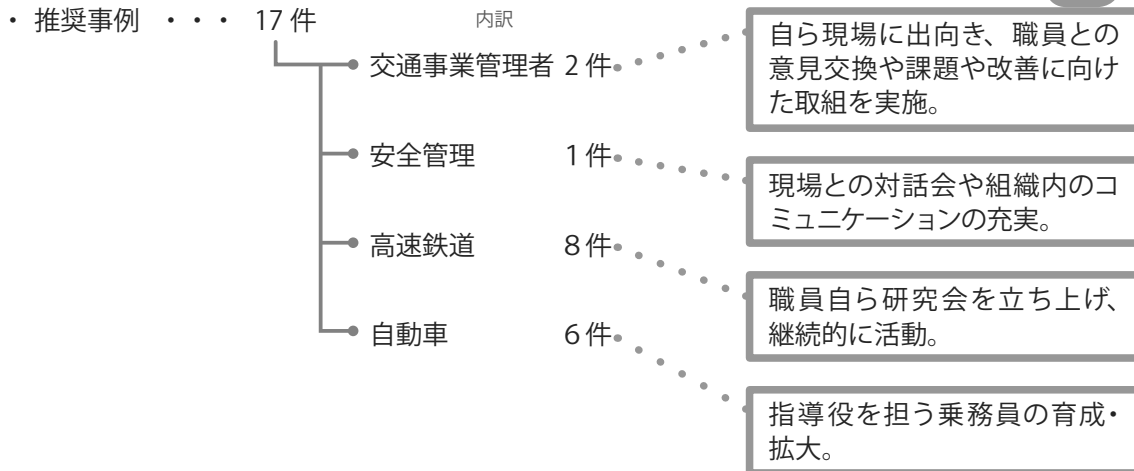 ・ 推奨事例 ・・・ 17 件
内訳
交通事業管理者 2 件
自ら現場に出向き、職員との
意見交換や課題や改善に向け
た取組を実施。
安全管理 1 件
現場との対話会や組織内のコ
ミュニケーションの充実。
高速鉄道 8 件
職員自ら研究会を立ち上げ、
継続的に活動。
自動車 6 件
指導役を担う乗務員の育成・
拡大。